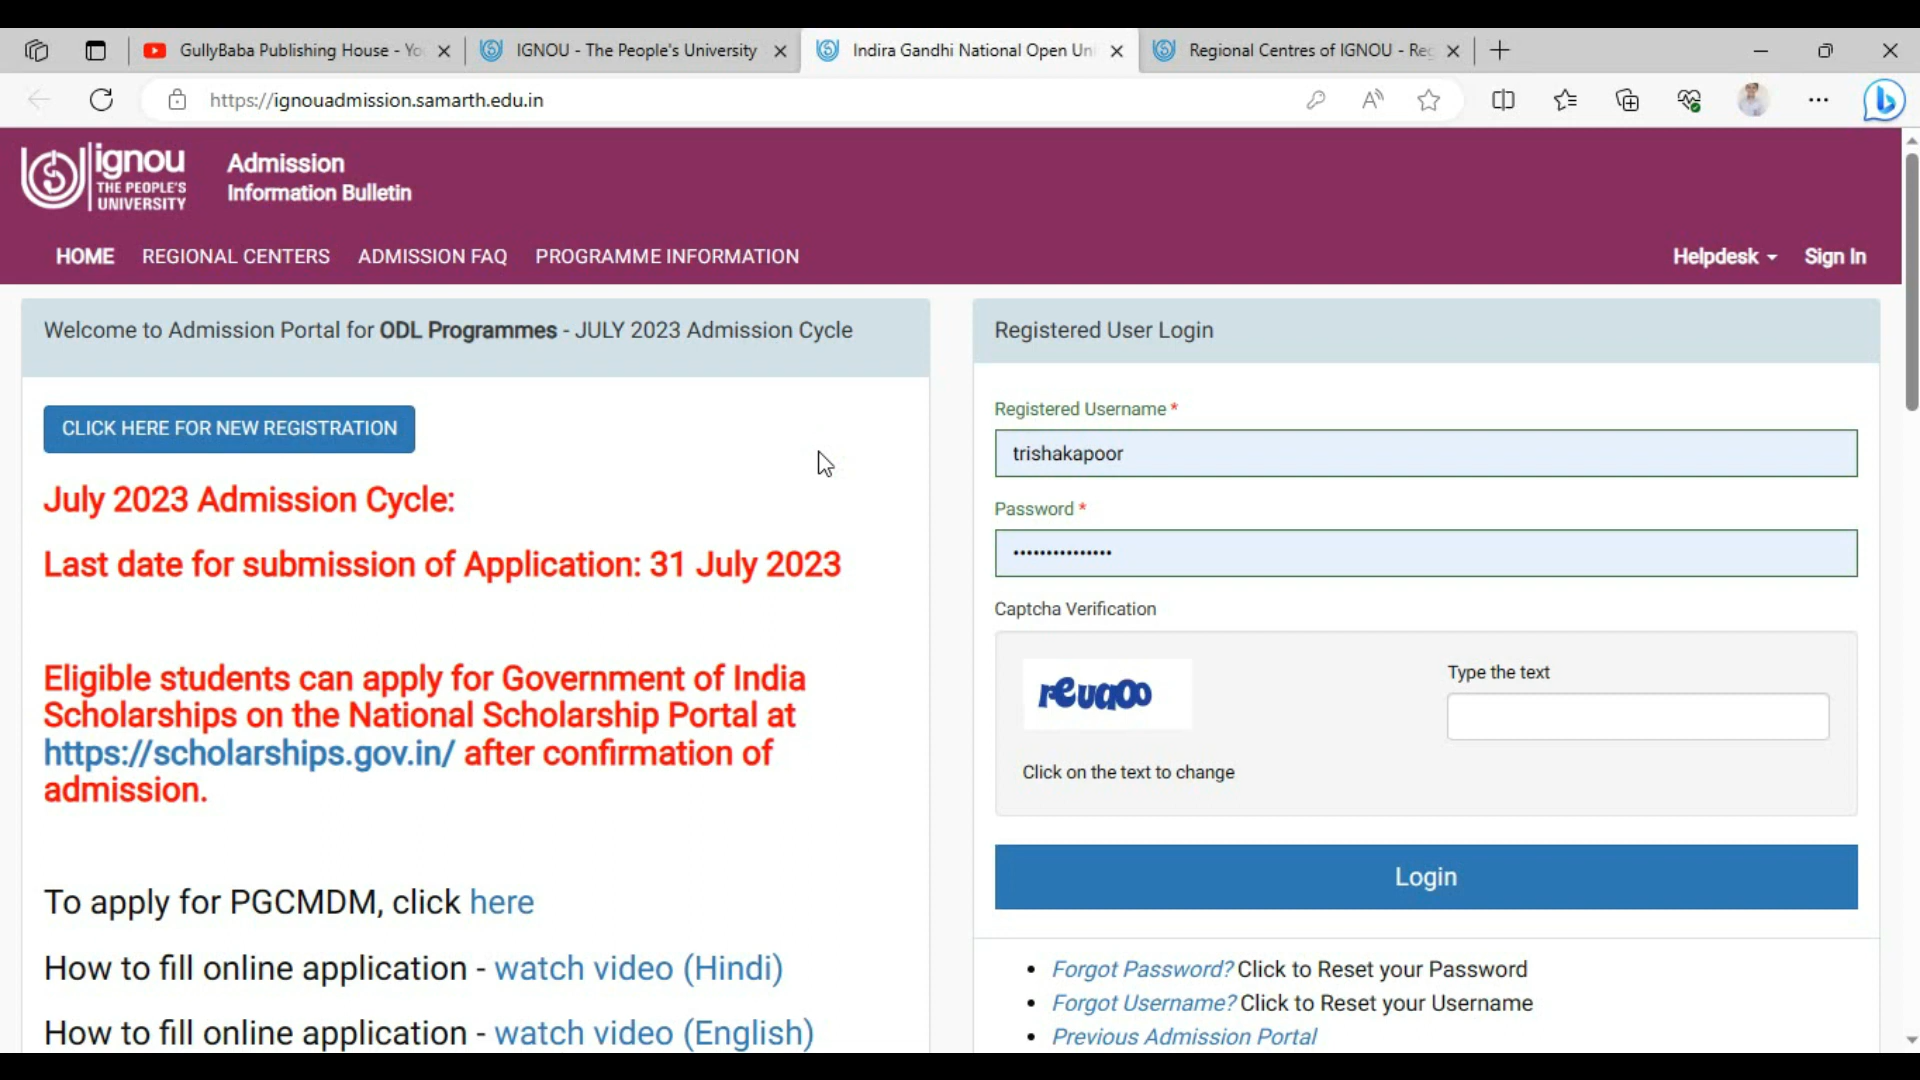 GullyBaba Publishing House - Yo
IGNOU - The People's University
Indira Gandhi National Open Un
Regional Centres of IGNOU - Reg
https://ignouadmission.samarth.edu.in
ignou
THE PEOPLE'S
UNIVERSITY
Admission
Information Bulletin
HOME REGIONAL CENTERS ADMISSION FAQ PROGRAMME INFORMATION
Helpdesk Sign In
Welcome to Admission Portal for ODL Programmes - JULY 2023 Admission Cycle
CLICK HERE FOR NEW REGISTRATION
July 2023 Admission Cycle:
Last date for submission of Application: 31 July 2023
Eligible students can apply for Government of India
Scholarships on the National Scholarship Portal at
https://scholarships.gov.in/ after confirmation of
admission.
To apply for PGCMDM, click here
How to fill online application - watch video (Hindi)
How to fill online application - watch video (English)
Registered User Login
Registered Username *
trishakapoor
Password *
•••••••••••••••
Captcha Verification
Type the text
Click on the text to change
Login
• Forgot Password? Click to Reset your Password
• Forgot Username? Click to Reset your Username
• Previous Admission Portal